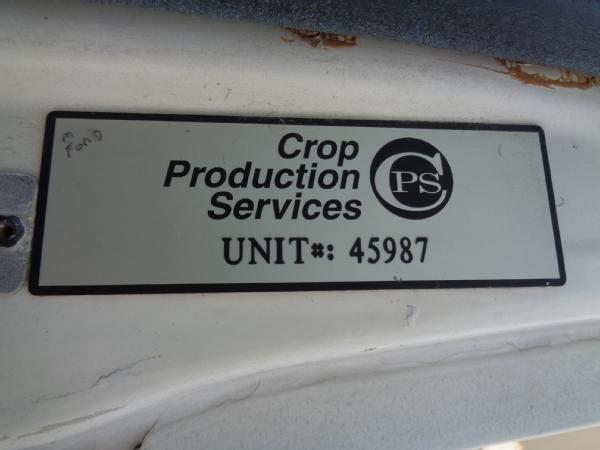 Crop
Production
Services
CPS
UNIT#: 45987